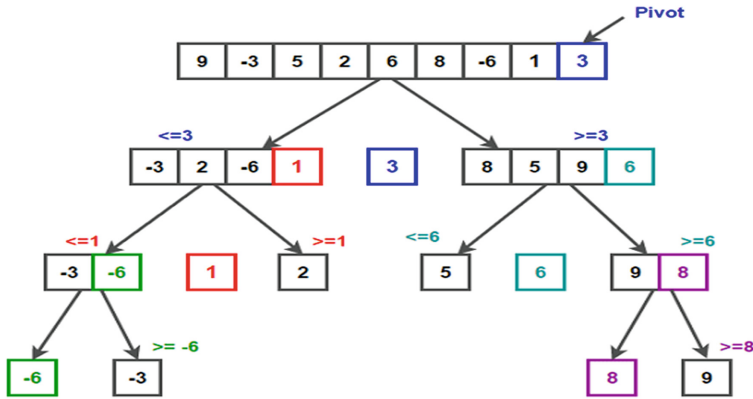 Pivot
9 -3 5 2 6 8 -6 1 3
<=3 >=3
-3 2 -6 1 3 8 5 9 6
<=1 >=1 <=6 >=6
-3 -6 1 2 5 6 9 8
>= -6 >=8
-6 -3 8 9